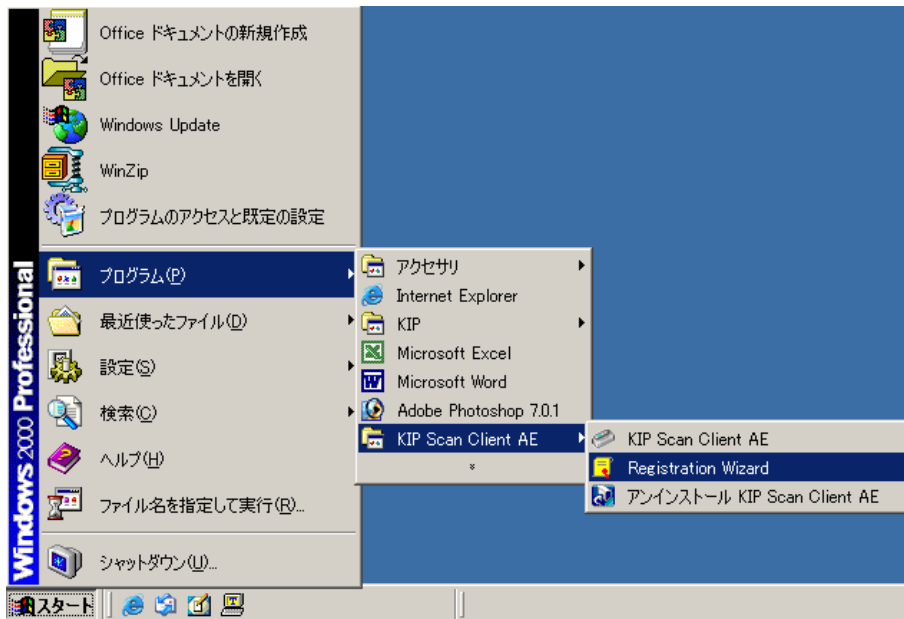 Office ドキュメントの新規作成
Office ドキュメントを開く
Windows Update
WinZip
プログラムのアクセスと既定の設定
プログラム(P)
最近使ったファイル(D)
設定(S)
検索(C)
ヘルプ(H)
ファイル名を指定して実行(R)...
シャットダウン(U)...
Windows 2000 Professional
アクセサリ
Internet Explorer
KIP
Microsoft Excel
Microsoft Word
Adobe Photoshop 7.0.1
KIP Scan Client AE
KIP Scan Client AE
Registration Wizard
アンインストール KIP Scan Client AE
スタート